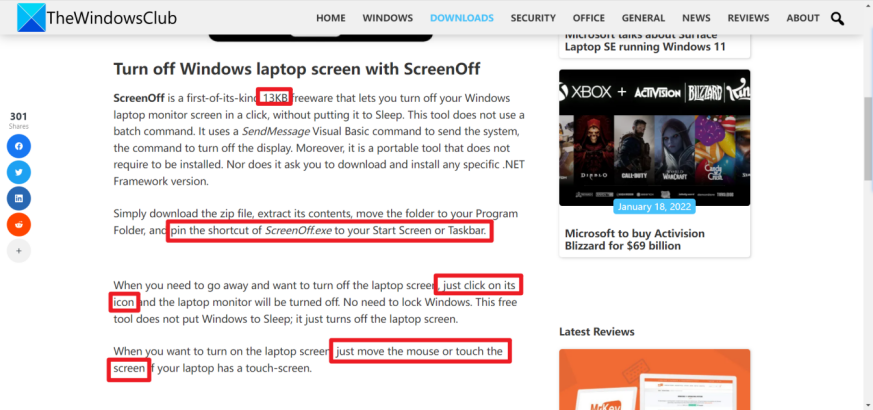 TheWindowsClub
HOME WINDOWS DOWNLOADS SECURITY OFFICE GENERAL NEWS REVIEWS ABOUT
Turn off Windows laptop screen with ScreenOff
ScreenOff is a first-of-its-kind 13KB freeware that lets you turn off your Windows
laptop monitor screen in a click, without putting it to Sleep. This tool does not use a
batch command. It uses a SendMessage Visual Basic command to send the system,
the command to turn off the display. Moreover, it is a portable tool that does not
require to be installed. Nor does it ask you to download and install any specific .NET
Framework version.
Simply download the zip file, extract its contents, move the folder to your Program
Folder, and pin the shortcut of ScreenOff.exe to your Start Screen or Taskbar.
When you need to go away and want to turn off the laptop screen, just click on its
icon and the laptop monitor will be turned off. No need to lock Windows. This free
tool does not put Windows to Sleep; it just turns off the laptop screen.
When you want to turn on the laptop screen just move the mouse or touch the
screen if your laptop has a touch-screen.
301
Shares
Microsoft talks about Surface
Laptop SE running Windows 11
XBOX + ACTIVISION BLIZZARD King
DIABLO CALL·DUTY WARCRAFT Candy Crush
January 18, 2022
Microsoft to buy Activision
Blizzard for $69 billion
Latest Reviews